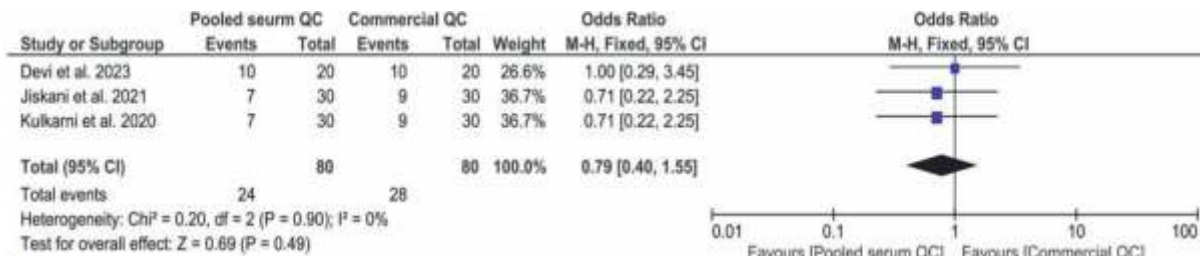 Pooled seurm QC Commercial QC Odds Ratio Odds Ratio
Study or Subgroup Events Total Events Total Weight M-H, Fixed, 95% CI M-H, Fixed, 95% CI
Devi et al. 2023 10 20 10 20 26.6% 1.00 [0.29, 3.45]
Jiskani et al. 2021 7 30 9 30 36.7% 0.71 [0.22, 2.25]
Kulkarni et al. 2020 7 30 9 30 36.7% 0.71 [0.22, 2.25]
Total (95% CI) 80 80 100.0% 0.79 [0.40, 1.55]
Total events 24 28
Heterogeneity: Chi² = 0.20, df = 2 (P = 0.90); I² = 0%
Test for overall effect: Z = 0.69 (P = 0.49)
0.01 0.1 1 10 100
Favours [Pooled serum QC] Favours [Commercial QC]